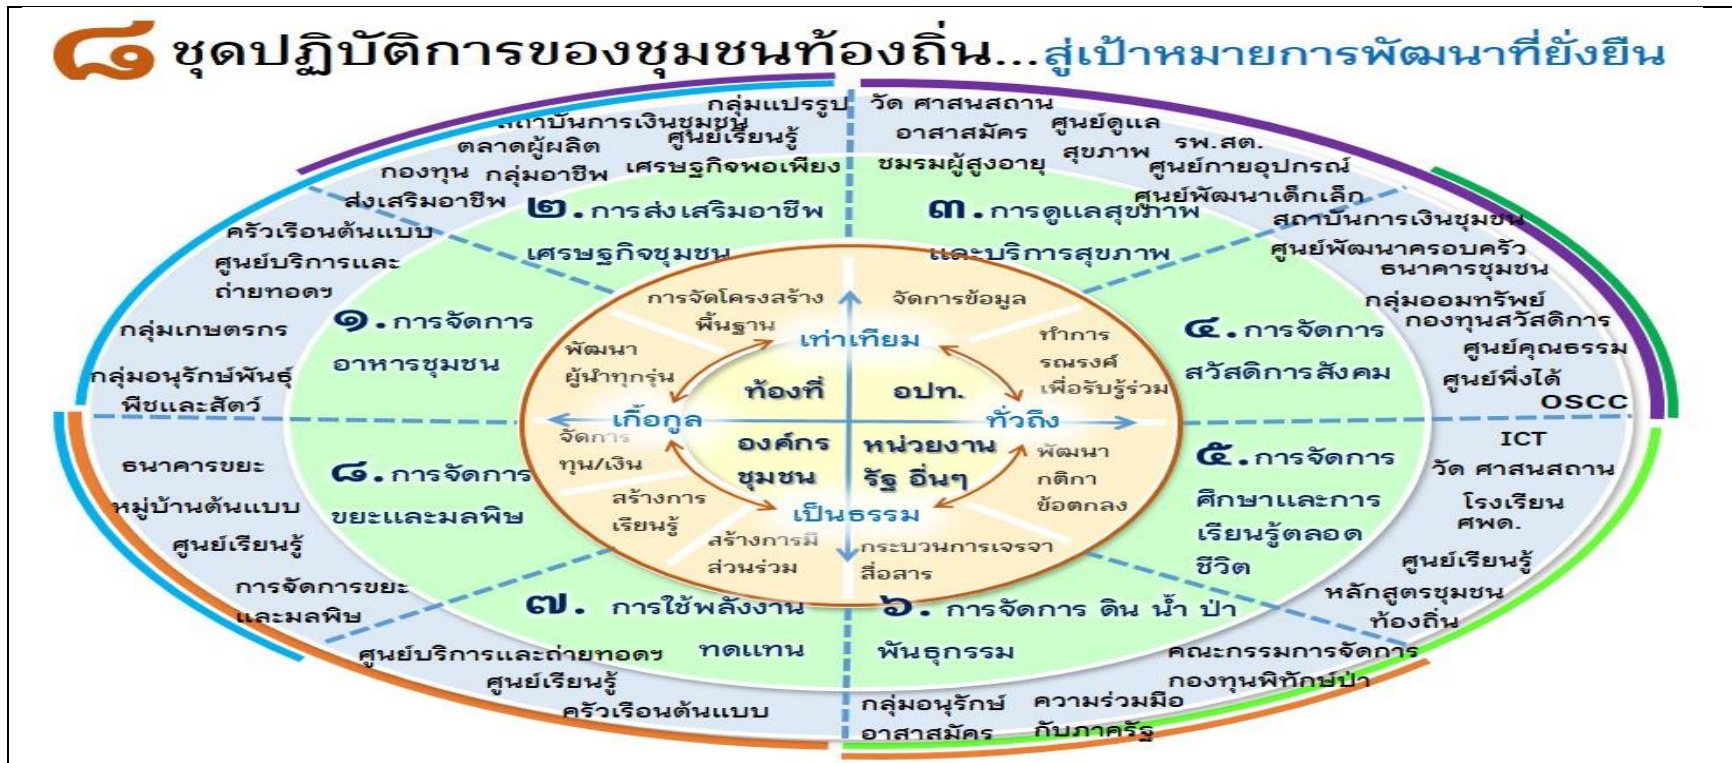 ๘ ชุดปฏิบัติการของชุมชนท้องถิ่น...สู่เป้าหมายการพัฒนาที่ยั่งยืน
กลุ่มแปรรูป
สถาบันการเงินชุมชน
ศูนย์เรียนรู้
เศรษฐกิจพอเพียง
ตลาดผู้ผลิต
กลุ่มอาชีพ
กองทุน
ส่งเสริมอาชีพ
๒.การส่งเสริมอาชีพ
เศรษฐกิจชุมชน
วัด ศาสนสถาน
อาสาสมัคร
ชมรมผู้สูงอายุ
ศูนย์ดูแล
สุขภาพ
รพ.สต.
ศูนย์กายอุปกรณ์
ศูนย์พัฒนาเด็กเล็ก
๓.การดูแลสุขภาพ
และบริการสุขภาพ
ครัวเรือนต้นแบบ
ศูนย์บริการและ
ถ่ายทอดฯ
กลุ่มเกษตรกร
กลุ่มอนุรักษ์พันธุ์
พืชและสัตว์
๑.การจัดการ
อาหารชุมชน
สถาบันการเงินชุมชน
ศูนย์พัฒนาครอบครัว
ธนาคารชุมชน
กลุ่มออมทรัพย์
กองทุนสวัสดิการ
ศูนย์คุณธรรม
ศูนย์พึ่งได้
OSCC
๔.การจัดการ
สวัสดิการสังคม
การจัดโครงสร้าง
พื้นฐาน
จัดการข้อมูล
พัฒนา
ผู้นำทุกรุ่น
ทำการ
รณรงค์
เพื่อรับรู้ร่วม
เท่าเทียม
ท้องที่
อปท.
เกื้อกูล
ทั่วถึง
องค์กร
ชุมชน
หน่วยงาน
รัฐ อื่นๆ
เป็นธรรม
จัดการ
ทุน/เงิน
สร้างการ
เรียนรู้
สร้างการมี
ส่วนร่วม
กระบวนการเจรจา
สื่อสาร
พัฒนา
กติกา
ข้อตกลง
๘.การจัดการ
ขยะและมลพิษ
ธนาคารขยะ
หมู่บ้านต้นแบบ
ศูนย์เรียนรู้
การจัดการขยะ
และมลพิษ
๕.การจัดการ
ศึกษาและการ
เรียนรู้ตลอด
ชีวิต
ICT
วัด ศาสนสถาน
โรงเรียน
ศพด.
ศูนย์เรียนรู้
หลักสูตรชุมชน
ท้องถิ่น
๗. การใช้พลังงาน
ทดแทน
ศูนย์บริการและถ่ายทอดฯ
ศูนย์เรียนรู้
ครัวเรือนต้นแบบ
๖.การจัดการ ดิน น้ำ ป่า
พันธุกรรม
คณะกรรมการจัดการ
กองทุนพิทักษ์ป่า
กลุ่มอนุรักษ์
อาสาสมัคร
ความร่วมมือ
กับภาครัฐ